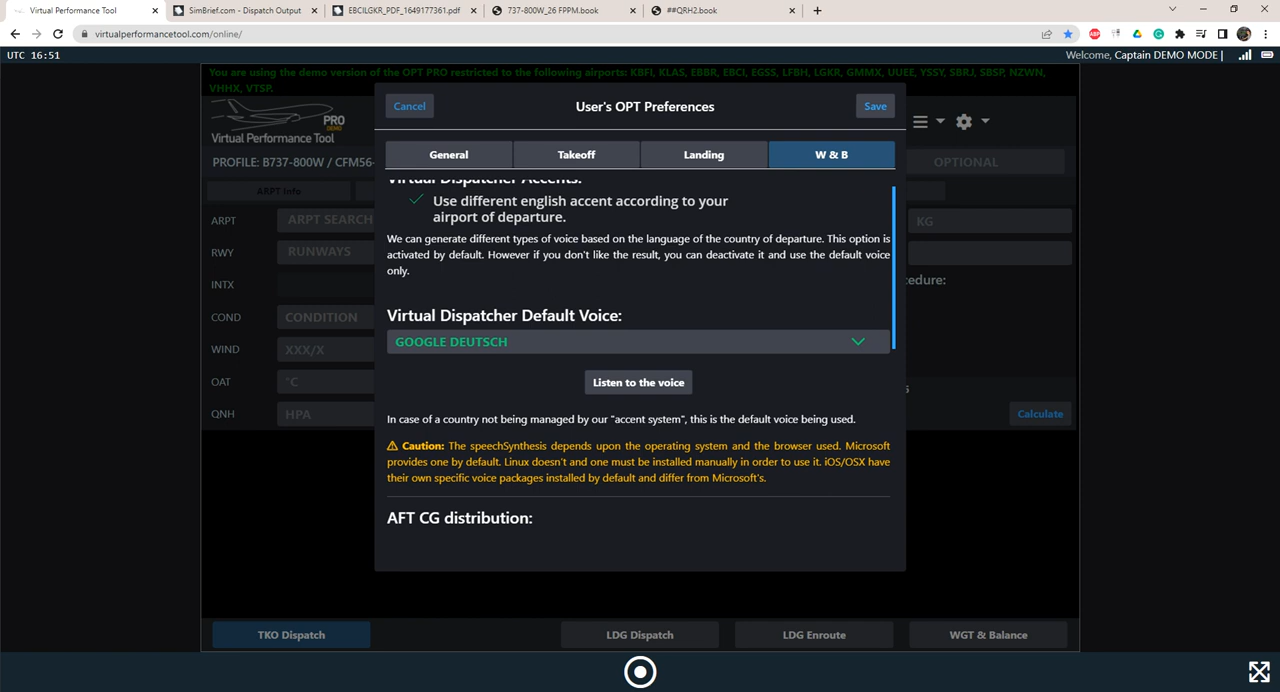 Virtual Performance Tool
SimBrief.com - Dispatch Output
EBCILGKR_PDF_1649177361.pdf
737-800W_26 FPPM.book
##QRH2.book
virtualperformancetool.com/online/
UTC 16:51
Welcome, Captain DEMO MODE |
You are using the demo version of the OPT PRO restricted to the following airports: KBFI, KLAS, EBBR, EBCI, EGSS, LFBH, LGKR, GMMX, UUEE, YSSY, SBRJ, SBSP, NZWN,
VHHX, VTSP.
PRO
DEMO
Virtual Performance Tool
Cancel
User's OPT Preferences
Save
PROFILE: B737-800W / CFM56-
OPTIONAL
General
Takeoff
Landing
W & B
ARPT Info
Virtual Dispatcher Accents:
Use different english accent according to your
airport of departure.
We can generate different types of voice based on the language of the country of departure. This option is
activated by default. However if you don't like the result, you can deactivate it and use the default voice
only.
ARPT
ARPT SEARCH
KG
RWY
RUNWAYS
INTX
cedure:
COND
CONDITION
WIND
XXX/X
OAT
°C
QNH
HPA
Virtual Dispatcher Default Voice:
GOOGLE DEUTSCH
Listen to the voice
In case of a country not being managed by our "accent system", this is the default voice being used.
Calculate
Caution: The speechSynthesis depends upon the operating system and the browser used. Microsoft
provides one by default. Linux doesn't and one must be installed manually in order to use it. iOS/OSX have
their own specific voice packages installed by default and differ from Microsoft's.
AFT CG distribution:
TKO Dispatch
LDG Dispatch
LDG Enroute
WGT & Balance